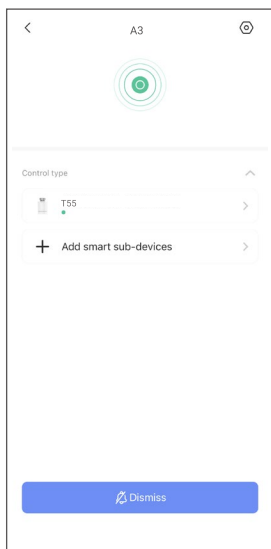 A3
Control type
T55
Add smart sub-devices
Dismiss